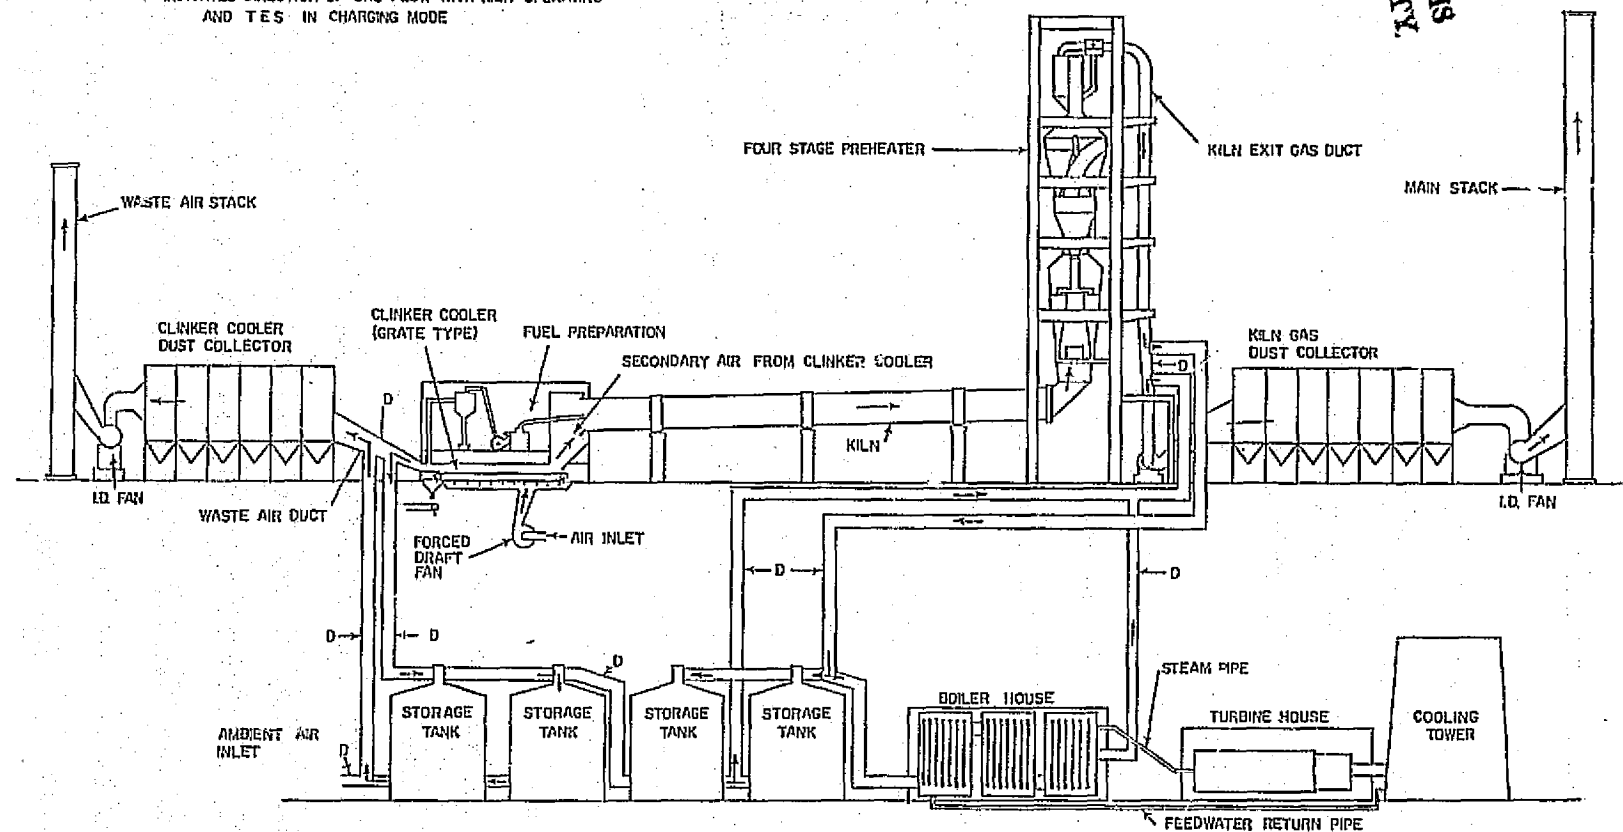 AND TES IN CHARGING MODE
FOUR STAGE PREHEATER
KILN EXIT GAS DUCT
MAIN STACK
WASTE AIR STACK
CLINKER COOLER
DUST COLLECTOR
CLINKER COOLER
(GRATE TYPE)
FUEL PREPARATION
SECONDARY AIR FROM CLINKER COOLER
KILN GAS
DUST COLLECTOR
D
D
KILN
I.D. FAN
WASTE AIR DUCT
FORCED
DRAFT
FAN
AIR INLET
I.D. FAN
D
D
D
D
D
STEAM PIPE
BOILER HOUSE
TURBINE HOUSE
COOLING
TOWER
STORAGE
TANK
STORAGE
TANK
STORAGE
TANK
STORAGE
TANK
AMBIENT AIR
INLET
D
FEEDWATER RETURN PIPE